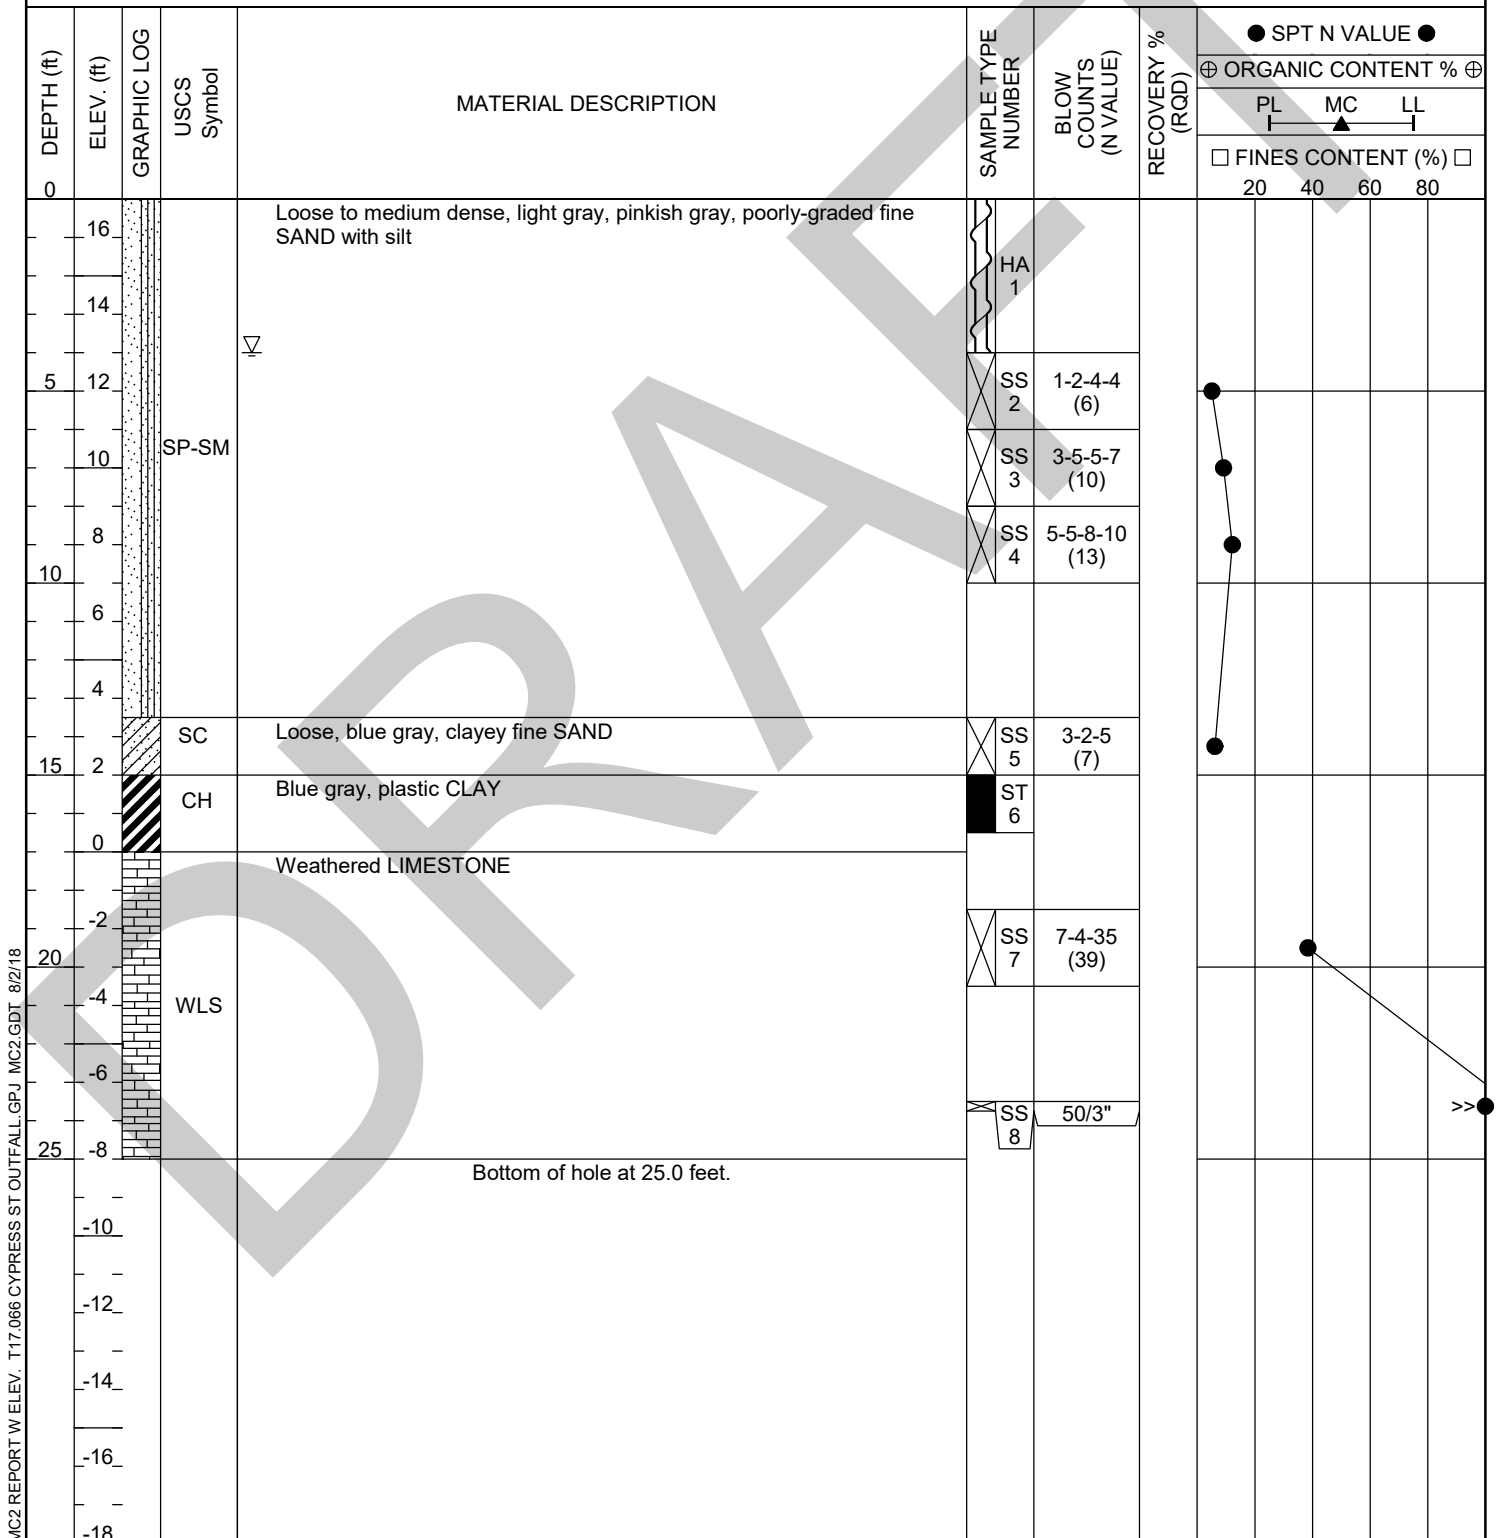 DEPTH (ft)
ELEV. (ft)
GRAPHIC LOG
USCS
Symbol
MATERIAL DESCRIPTION
SAMPLE TYPE
NUMBER
BLOW
COUNTS
(N VALUE)
RECOVERY %
(RQD)
● SPT N VALUE ●
⊕ ORGANIC CONTENT % ⊕
PL MC LL
□ FINES CONTENT (%) □
20 40 60 80
0
Loose to medium dense, light gray, pinkish gray, poorly-graded fine
SAND with silt
16
HA
1
14
5
12
SS
2
1-2-4-4
(6)
SP-SM
10
SS
3
3-5-5-7
(10)
8
SS
4
5-5-8-10
(13)
10
6
4
SC
Loose, blue gray, clayey fine SAND
SS
5
3-2-5
(7)
15
2
CH
Blue gray, plastic CLAY
ST
6
0
Weathered LIMESTONE
-2
SS
7
7-4-35
(39)
20
-4
WLS
-6
SS
8
50/3"
>>
25
-8
Bottom of hole at 25.0 feet.
-10
-12
-14
-16
-18
MC2 REPORT W ELEV. T17.066 CYPRESS ST OUTFALL.GPJ MC2.GDT 8/2/18
DRAFT